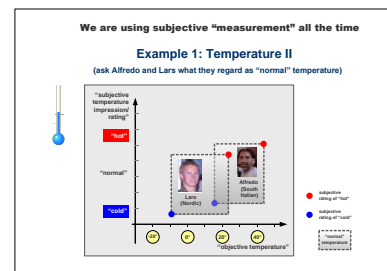 We are using subjective “measurement” all the time
Example 1: Temperature II
(ask Alfredo and Lars what they regard as “normal” temperature)
“subjective
temperature
impression/
rating”
“hot”
“normal”
“cold”
Lars
(Nordic)
Alfredo
(South
Italian)
-20°
0°
20°
40°
“objective temperature”
subjective
rating of “hot”
subjective
rating of “cold”
“normal”
temperature